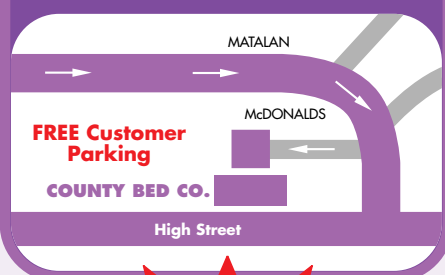 MATALAN
McDONALDS
FREE Customer
Parking
COUNTY BED CO.
High Street